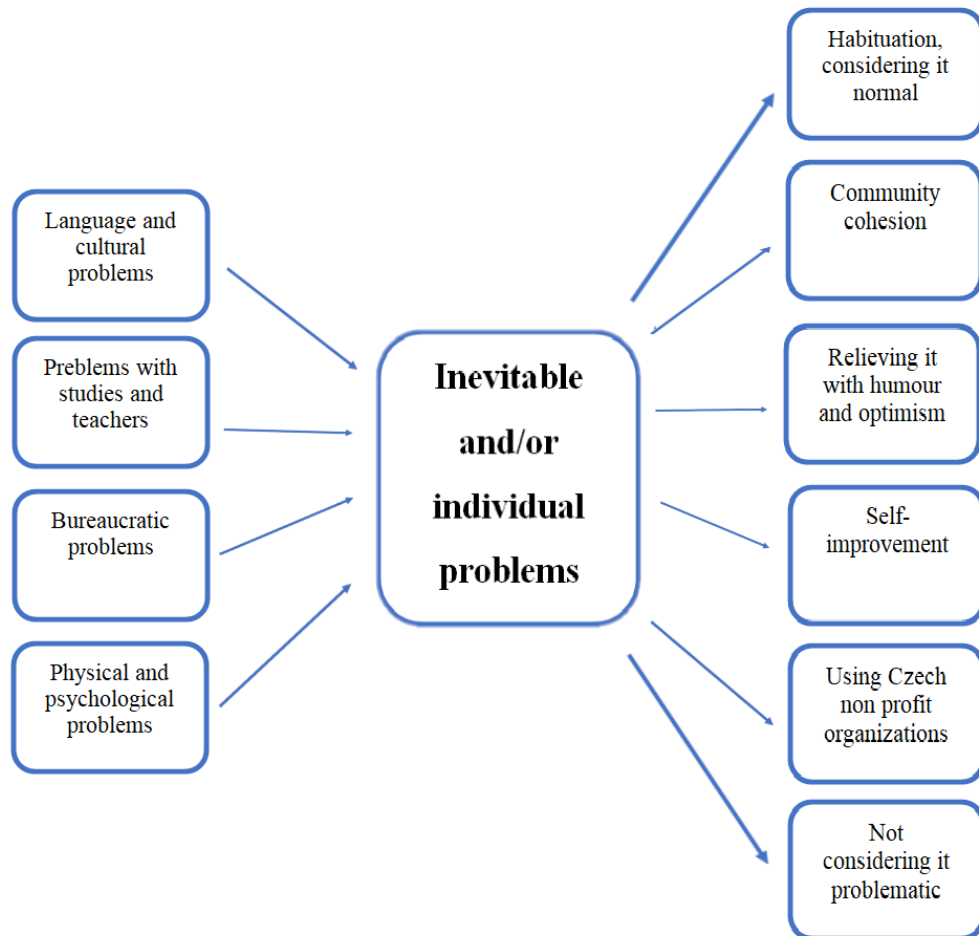 Language and
cultural
problems
Preblems with
studies and
teachers
Bureaucratic
problems
Physical and
psychological
problems
Inevitable
and/or
individual
problems
Habituation,
considering it
normal
Community
cohesion
Relieving it
with humour
and optimism
Self-
improvement
Using Czech
non profit
organizations
Not
considering it
problematic